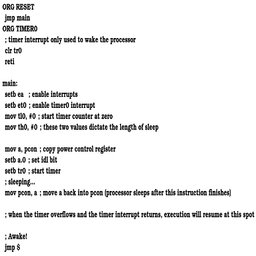 ORG RESET
jmp main
ORG TIMER0
; timer interrupt only used to wake the processor
clr tr0
reti
main:
setb ea ; enable interrupts
setb et0 ; enable timer0 interrupt
mov tl0, #0 ; start timer counter at zero
mov th0, #0 ; these two values dictate the length of sleep
mov a, pcon ; copy power control register
setb a.0 ; set idl bit
setb tr0 ; start timer
; sleeping...
mov pcon, a ; move a back into pcon (processor sleeps after this instruction finishes)
; when the timer overflows and the timer interrupt returns, execution will resume at this spot
; Awake!
jmp $